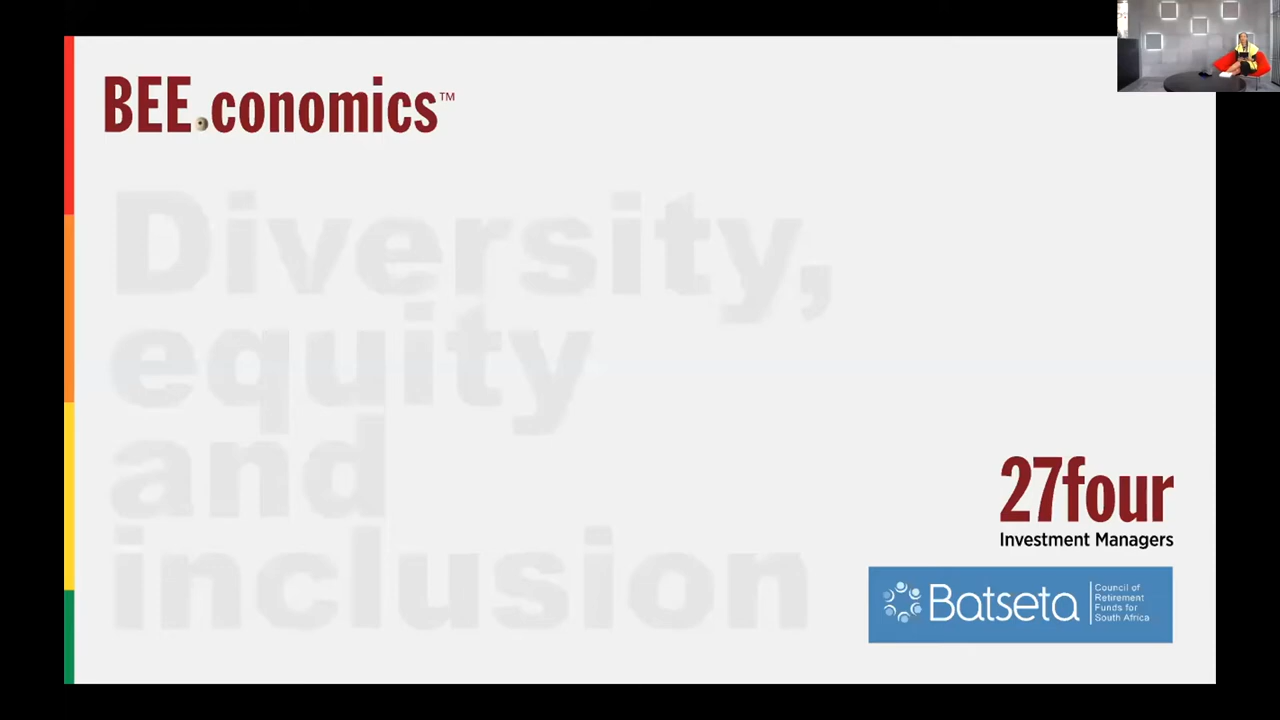 BEE.conomics™
Diversity,
equity
and
inclusion
27four
Investment Managers
Batseta
Council of
Retirement
Funds for
South Africa